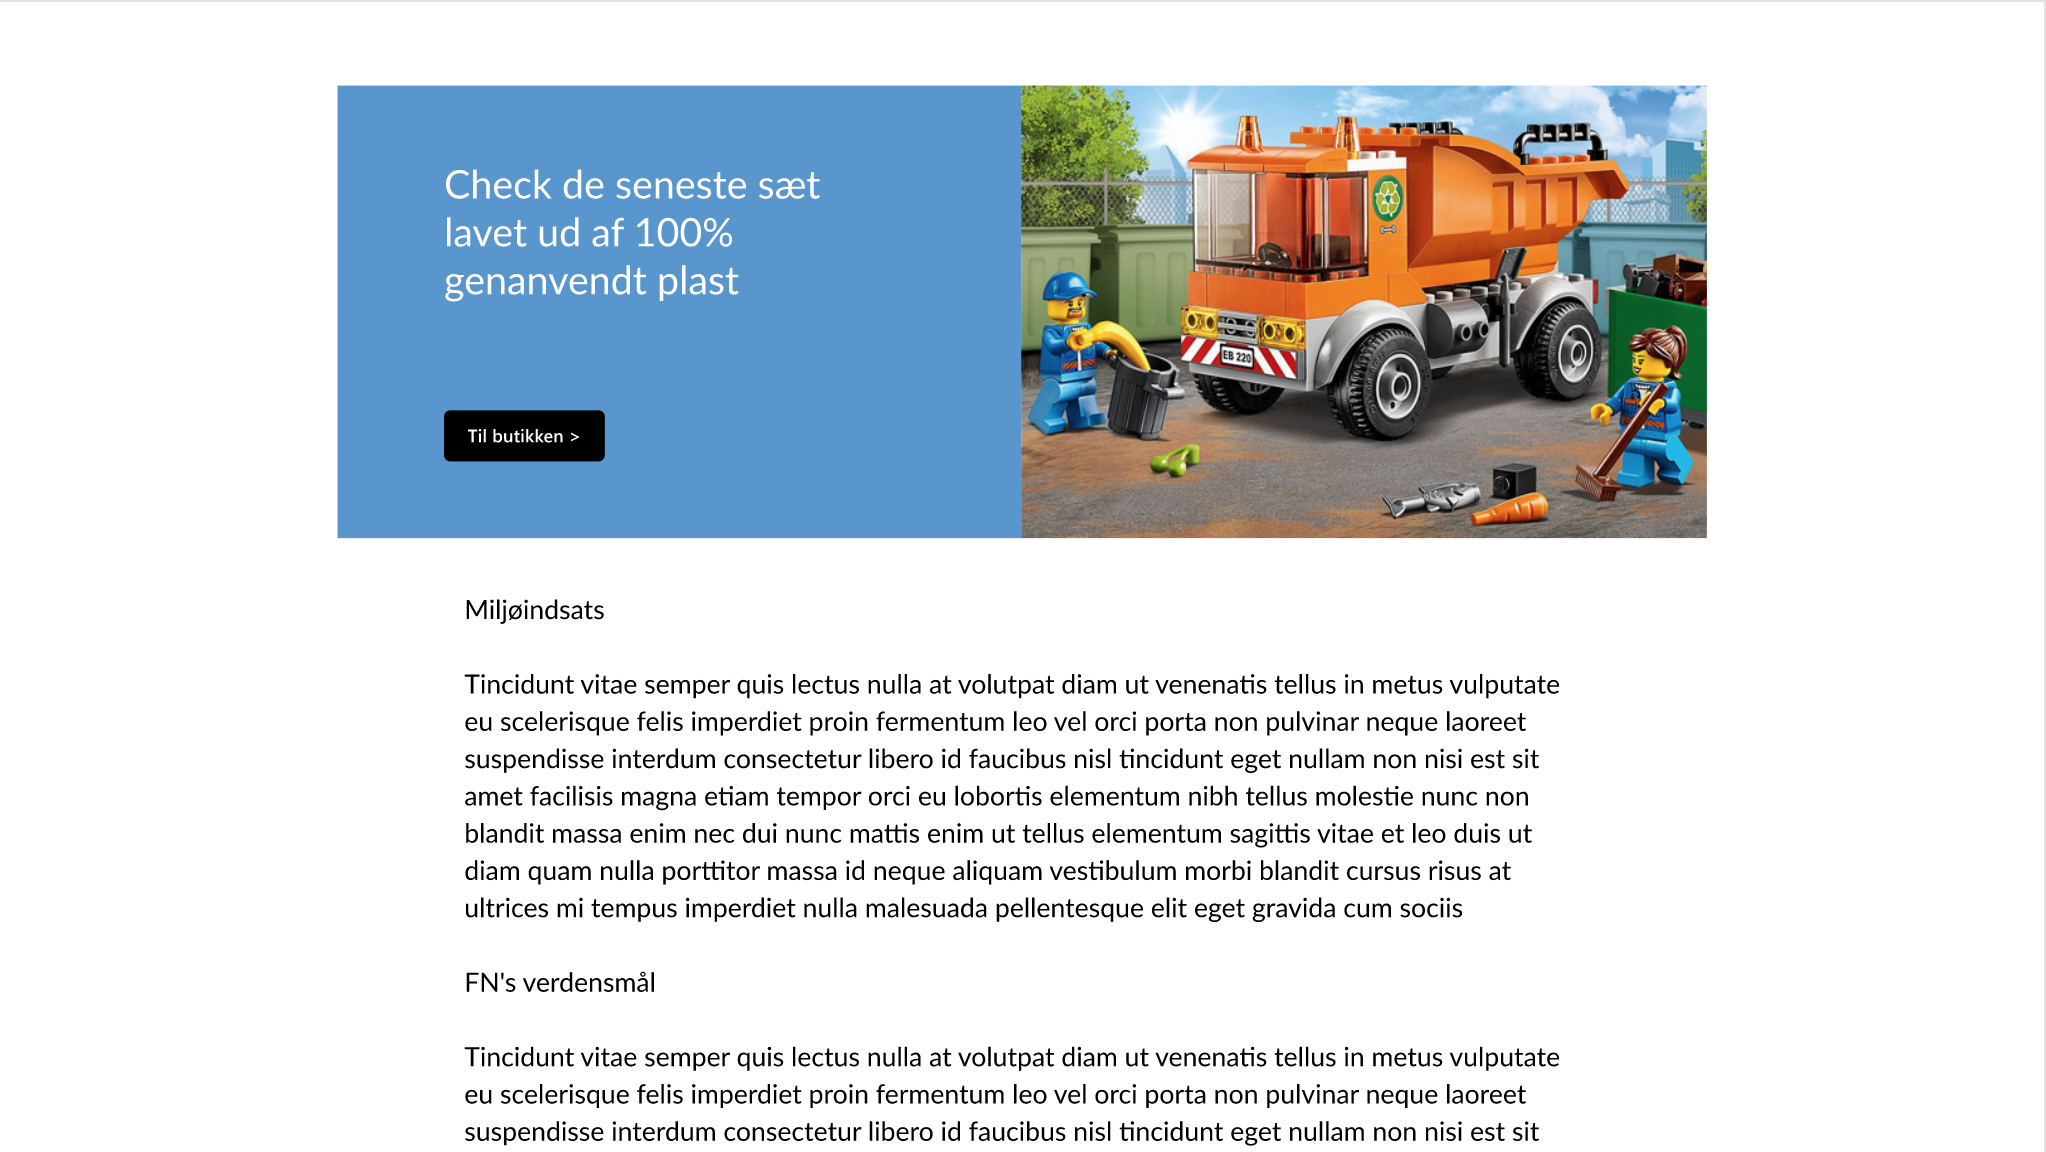 Check de seneste sæt
lavet ud af 100%
genanvendt plast
EB 220
Til butikken >
Miljøindsats
Tincidunt vitae semper quis lectus nulla at volutpat diam ut venenatis tellus in metus vulputate
eu scelerisque felis imperdiet proin fermentum leo vel orci porta non pulvinar neque laoreet
suspendisse interdum consectetur libero id faucibus nisl tincidunt eget nullam non nisi est sit
amet facilisis magna etiam tempor orci eu lobortis elementum nibh tellus molestie nunc non
blandit massa enim nec dui nunc mattis enim ut tellus elementum sagittis vitae et leo duis ut
diam quam nulla porttitor massa id neque aliquam vestibulum morbi blandit cursus risus at
ultrices mi tempus imperdiet nulla malesuada pellentesque elit eget gravida cum sociis
FN's verdensmål
Tincidunt vitae semper quis lectus nulla at volutpat diam ut venenatis tellus in metus vulputate
eu scelerisque felis imperdiet proin fermentum leo vel orci porta non pulvinar neque laoreet
suspendisse interdum consectetur libero id faucibus nisl tincidunt eget nullam non nisi est sit